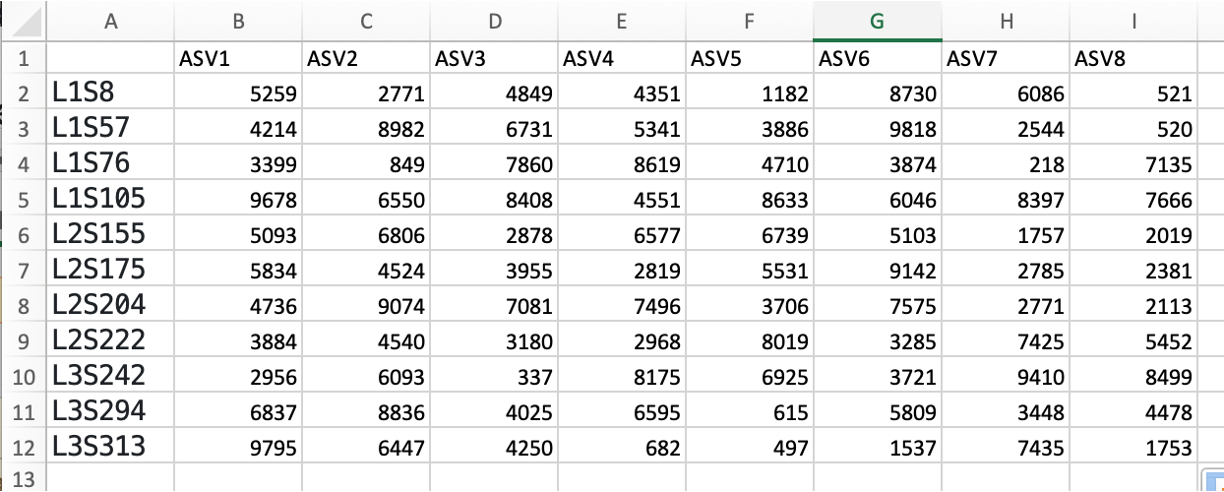 A B C D E F G H I
1 ASV1 ASV2 ASV3 ASV4 ASV5 ASV6 ASV7 ASV8
2 L1S8 5259 2771 4849 4351 1182 8730 6086 521
3 L1S57 4214 8982 6731 5341 3886 9818 2544 520
4 L1S76 3399 849 7860 8619 4710 3874 218 7135
5 L1S105 9678 6550 8408 4551 8633 6046 8397 7666
6 L2S155 5093 6806 2878 6577 6739 5103 1757 2019
7 L2S175 5834 4524 3955 2819 5531 9142 2785 2381
8 L2S204 4736 9074 7081 7496 3706 7575 2771 2113
9 L2S222 3884 4540 3180 2968 8019 3285 7425 5452
10 L3S242 2956 6093 337 8175 6925 3721 9410 8499
11 L3S294 6837 8836 4025 6595 615 5809 3448 4478
12 L3S313 9795 6447 4250 682 497 1537 7435 1753
13